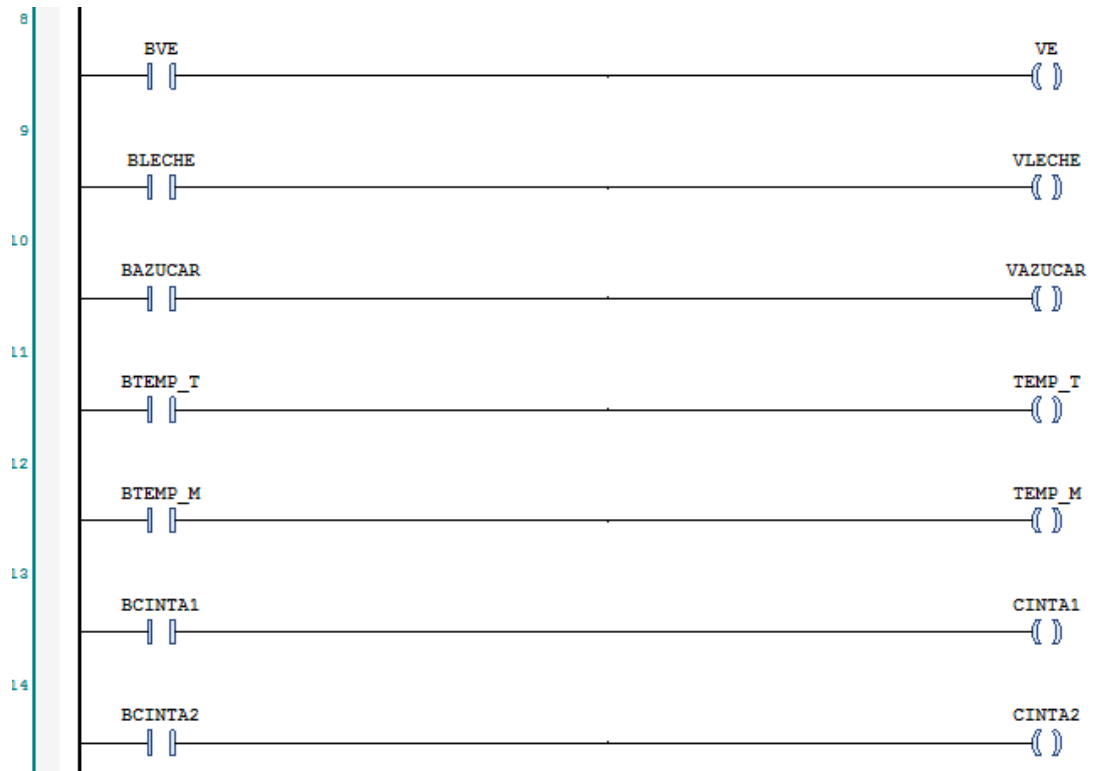 8
BVE VE
9
BLECHE VLECHE
10
BAZUCAR VAZUCAR
11
BTEMP_T TEMP_T
12
BTEMP_M TEMP_M
13
BCINTA1 CINTA1
14
BCINTA2 CINTA2